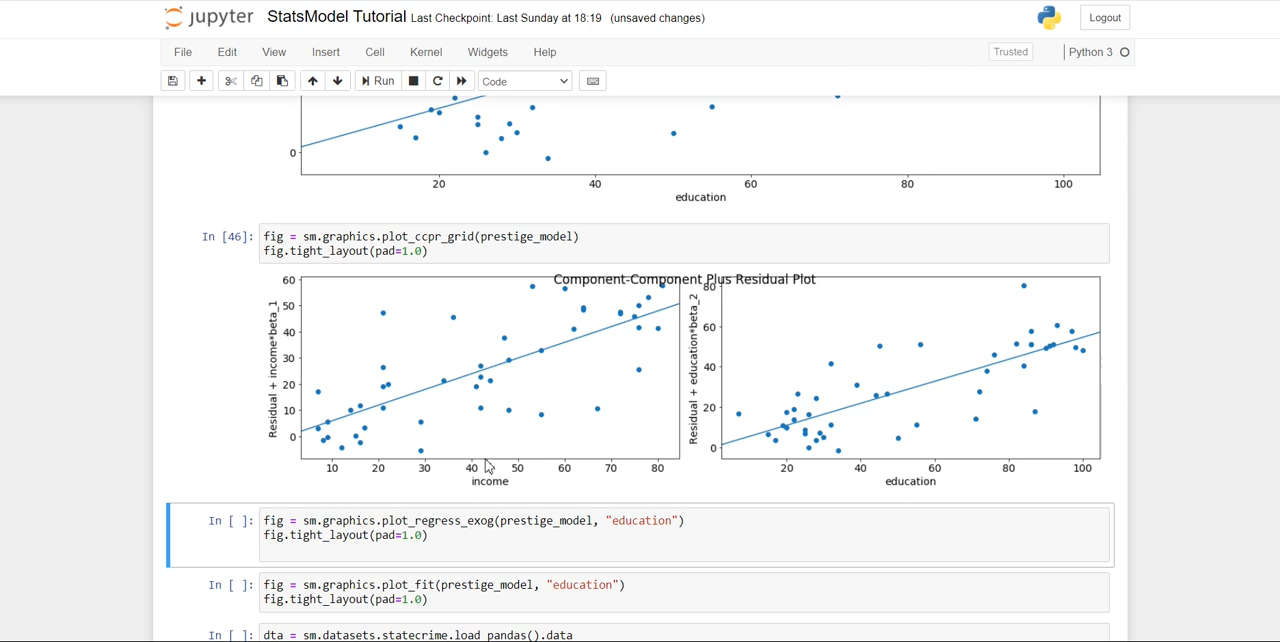 jupyter StatsModel Tutorial Last Checkpoint: Last Sunday at 18:19 (unsaved changes) Logout
File Edit View Insert Cell Kernel Widgets Help Trusted Python 3
Run Code
0
20 40 60 80 100
education
In [46]: fig = sm.graphics.plot_ccpr_grid(prestige_model)
fig.tight_layout(pad=1.0)
Component-Component Plus Residual Plot
Residual + income*beta_1
60
50
40
30
20
10
0
10 20 30 40 50 60 70 80
income
Residual + education*beta_2
80
60
40
20
0
20 40 60 80 100
education
In [ ]: fig = sm.graphics.plot_regress_exog(prestige_model, "education")
fig.tight_layout(pad=1.0)
In [ ]: fig = sm.graphics.plot_fit(prestige_model, "education")
fig.tight_layout(pad=1.0)
In [ ]: dta = sm.datasets.statecrime.load_pandas().data